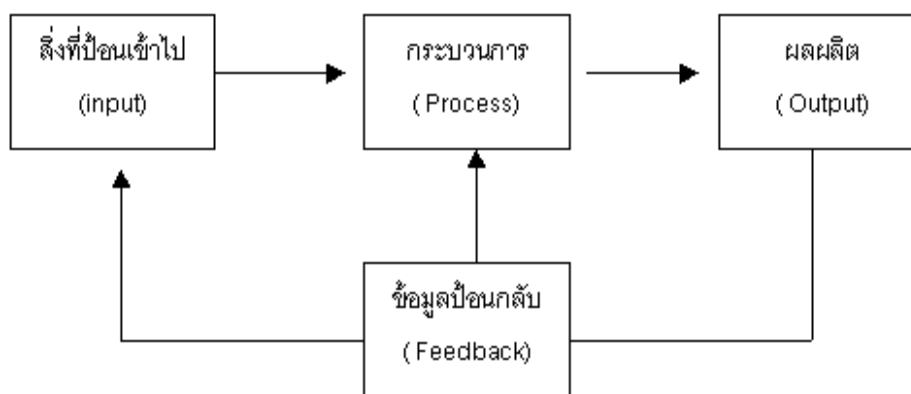 สิ่งที่ป้อนเข้าไป
(input)
กระบวนการ
( Process)
ผลผลิต
( Output)
ข้อมูลป้อนกลับ
( Feedback)